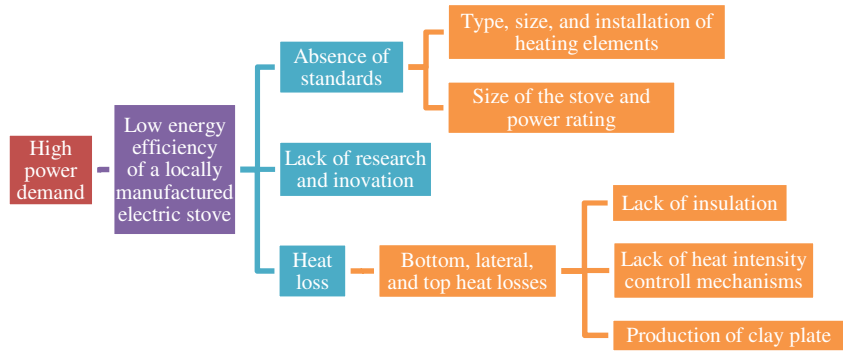 High
power
demand
Low energy
efficiency
of a locally
manufactured
electric stove
Absence of
standards
Type, size, and installation of
heating elements
Size of the stove and
power rating
Lack of research
and inovation
Heat
loss
Bottom, lateral,
and top heat losses
Lack of insulation
Lack of heat intensity
controll mechanisms
Production of clay plate